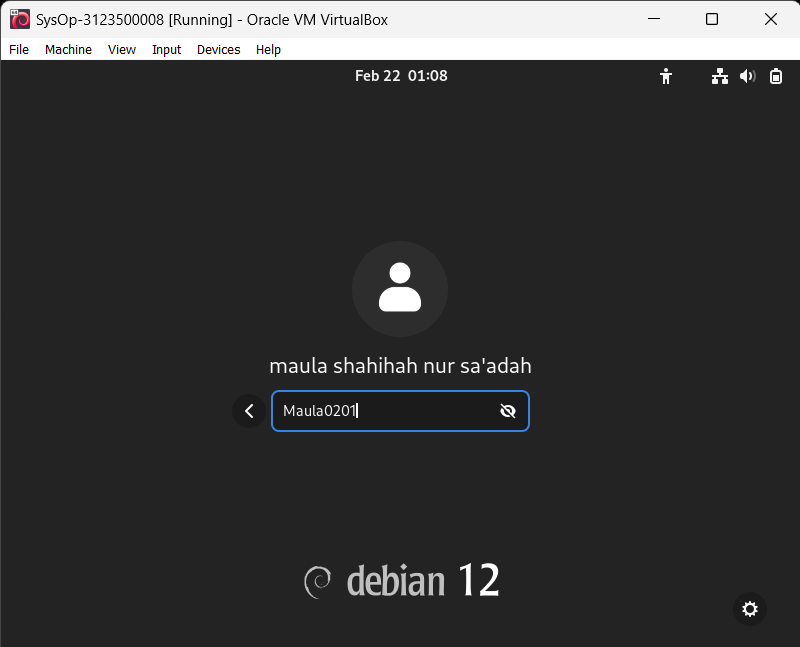 SysOp-3123500008 [Running] - Oracle VM VirtualBox
File Machine View Input Devices Help
Feb 22 01:08
maula shahihah nur sa'adah
Maula0201
debian 12